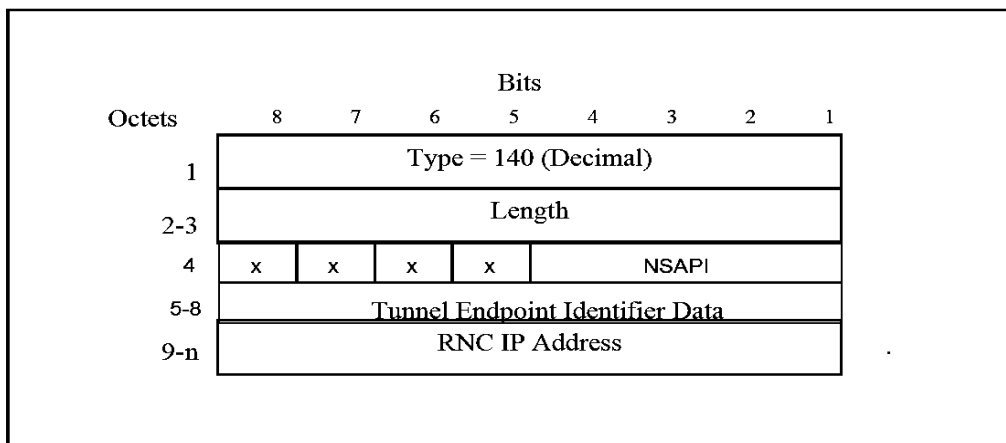 Bits
Octets 8 7 6 5 4 3 2 1
1 Type = 140 (Decimal)
2-3 Length
4 x x x x NSAPI
5-8 Tunnel Endpoint Identifier Data
9-n RNC IP Address .